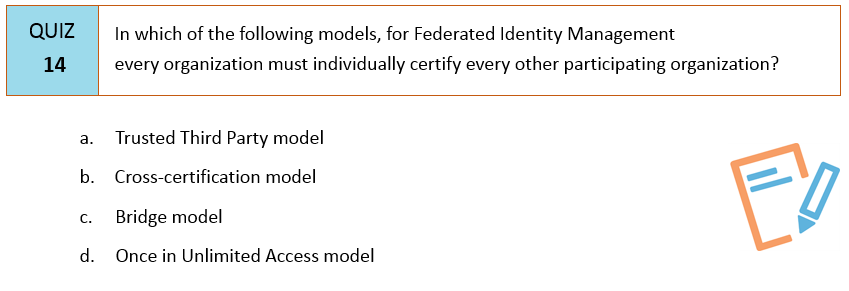 QUIZ
14
In which of the following models, for Federated Identity Management
every organization must individually certify every other participating organization?
a. Trusted Third Party model
b. Cross-certification model
c. Bridge model
d. Once in Unlimited Access model